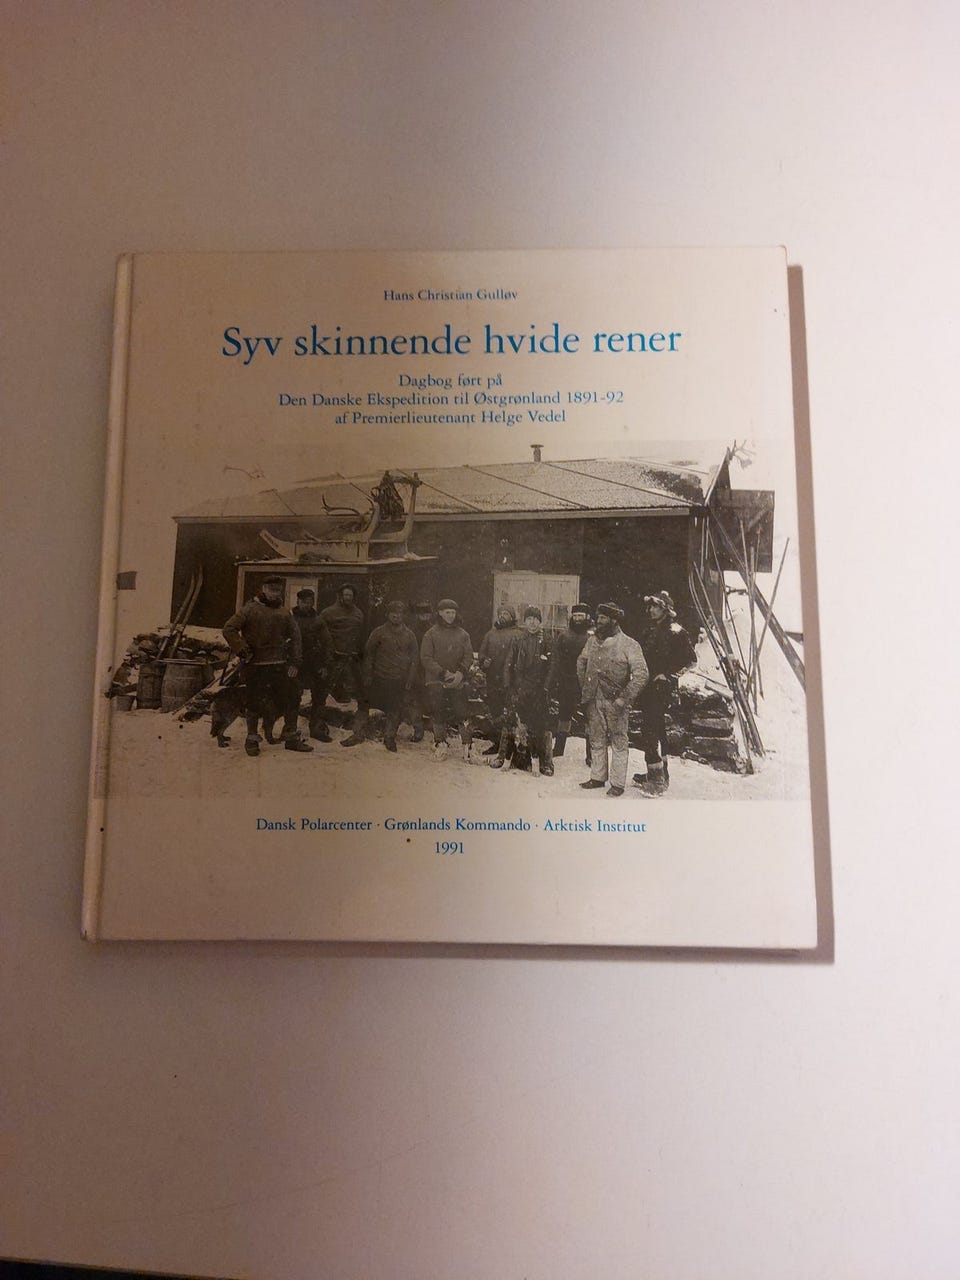 Hans Christian Gulløv
Syv skinnende hvide rener
Dagbog ført på
Den Danske Ekspedition til Østgrønland 1891-92
af Premierlieutenant Helge Vedel
Dansk Polarcenter · Grønlands Kommando · Arktisk Institut
1991